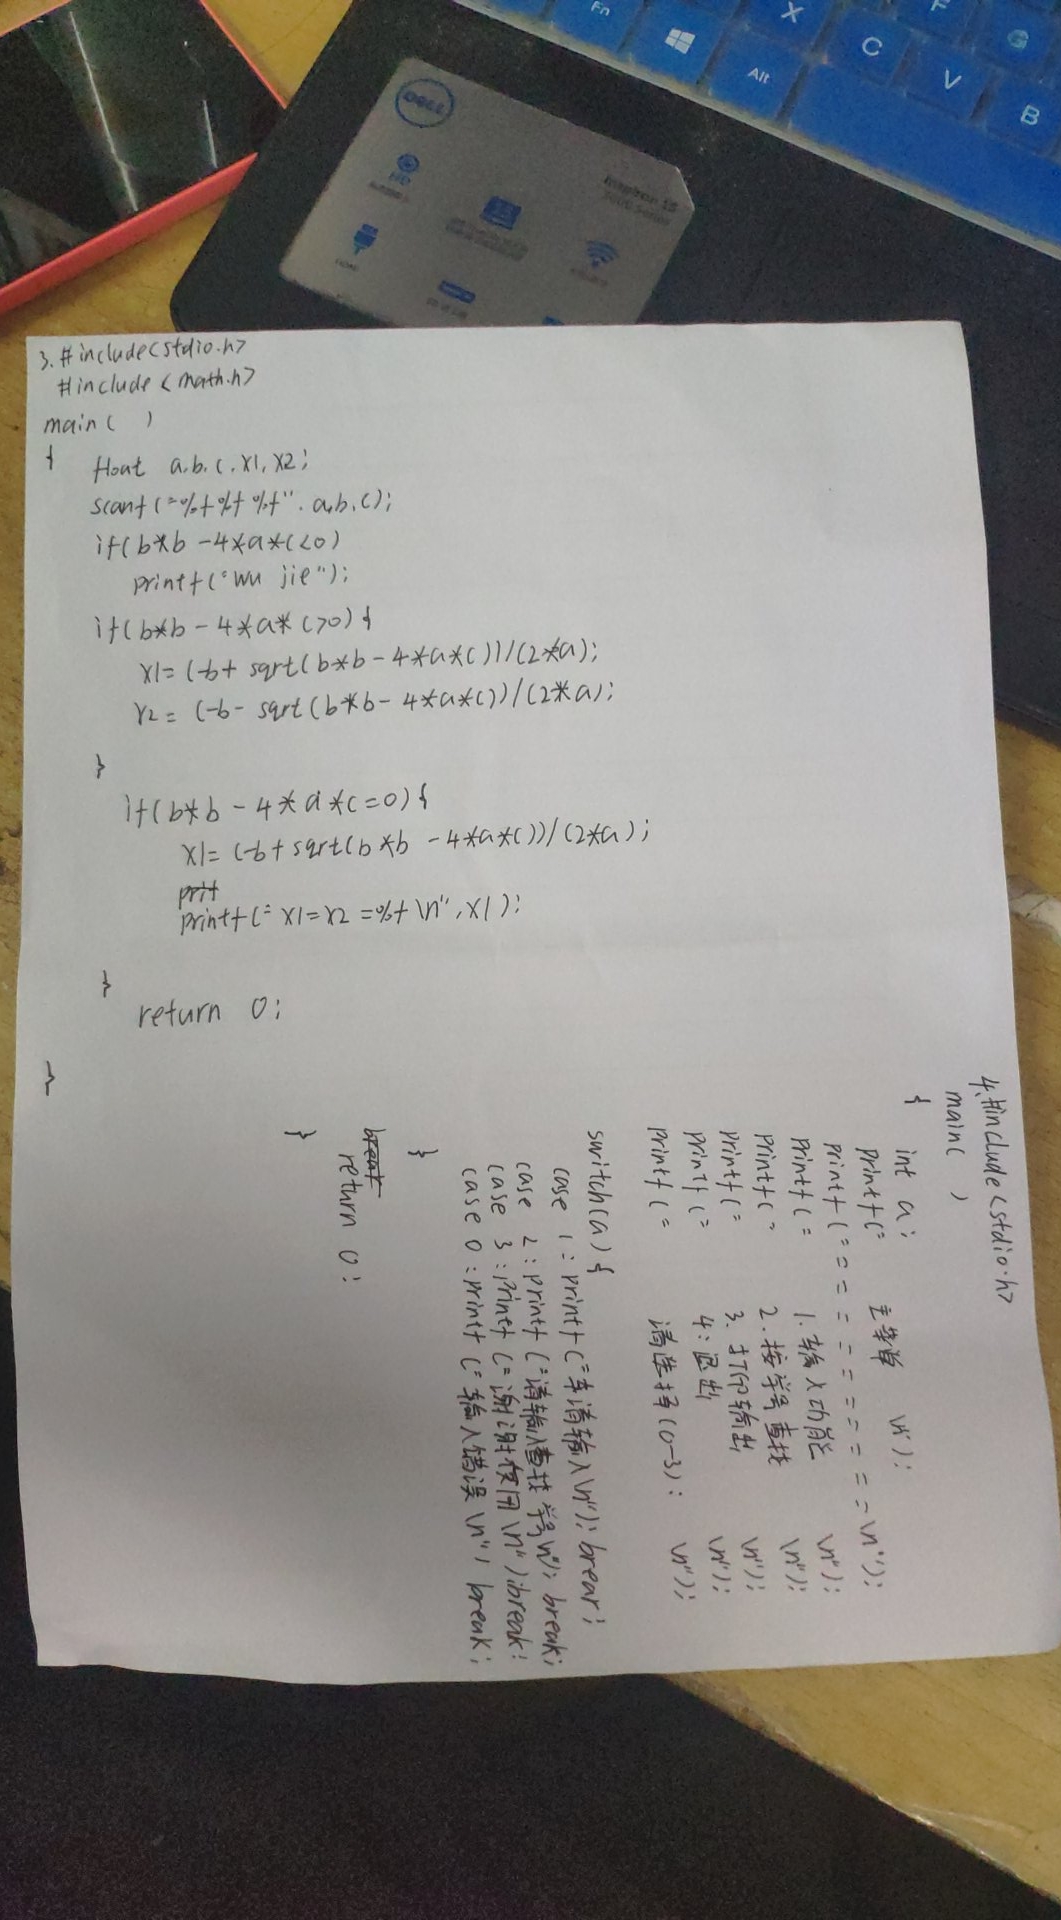 Fn
X
F
C
V
B
Alt
DELL
HD
Inspiron 15
HDMI
3. #include<stdio.h>
#include <math.h>
main( )
{
float a.b.c.x1,x2;
scanf("%f%f%f".a.b.c);
if(b*b-4*a*c<0)
printf("wu jie");
if(b*b-4*a*c>0){
x1=(-b+sqrt(b*b-4*a*c))/(2*a);
x2=(-b-sqrt(b*b-4*a*c))/(2*a);
}
if(b*b-4*a*c=0){
x1=(-b+sqrt(b*b-4*a*c))/(2*a);
prit
printf("x1=x2=%f\n",x1);
}
return 0;
}
4.#include<stdio.h>
main( )
{
int a;
printf(" 主菜单 \n");
printf("==========\n");
printf(" 1.输入功能 \n");
printf(" 2.按学号查找 \n");
printf(" 3.打印输出 \n");
printf(" 4:退出 \n");
printf(" 请选择(0-3): \n");
switch(a){
case 1:printf("请输入\n");brear;
case 2:printf("请输入查找学号\n");break;
case 3:printf("谢谢使用\n");break;
case 0:printf("输入错误\n")break;
}
break
return 0;
}